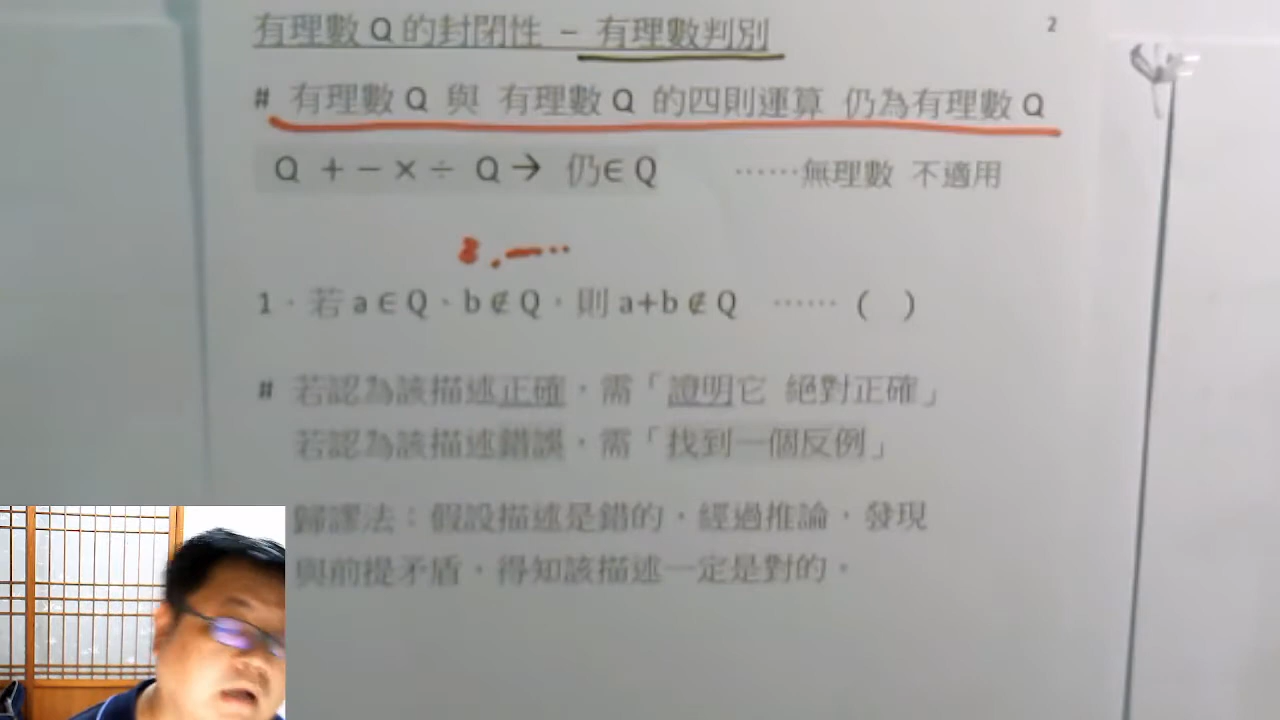 有理數 Q 的封閉性 – 有理數判別
2
# 有理數 Q 與 有理數 Q 的四則運算 仍為有理數 Q
Q + − × ÷ Q → 仍∈ Q ……無理數 不適用
1．若 a ∈ Q、b ∉ Q，則 a+b ∉ Q …… ( )
# 若認為該描述正確，需「證明它 絕對正確」
若認為該描述錯誤，需「找到一個反例」
歸謬法：假設描述是錯的，經過推論，發現
與前提矛盾，得知該描述一定是對的。